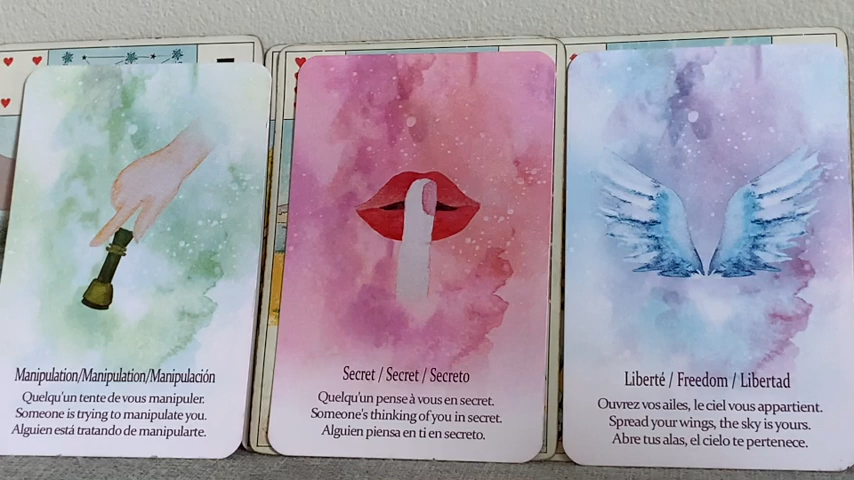 Manipulation/Manipulation/Manipulación
Quelqu'un tente de vous manipuler.
Someone is trying to manipulate you.
Alguien está tratando de manipularte.
Secret / Secret / Secreto
Quelqu'un pense à vous en secret.
Someone's thinking of you in secret.
Alguien piensa en ti en secreto.
Liberté / Freedom / Libertad
Ouvrez vos ailes, le ciel vous appartient.
Spread your wings, the sky is yours.
Abre tus alas, el cielo te pertenece.